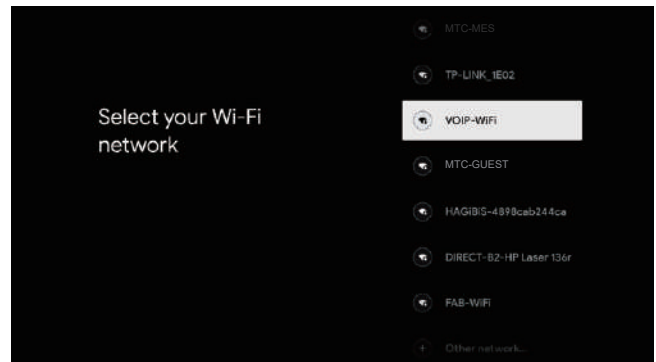 MTC-MES
TP-LINK_1E02
Select your Wi-Fi
network
VOIP-WiFi
MTC-GUEST
HAGiBiS-4898cab244ca
DIRECT-B2-HP Laser 136r
FAB-WiFi
Other network...